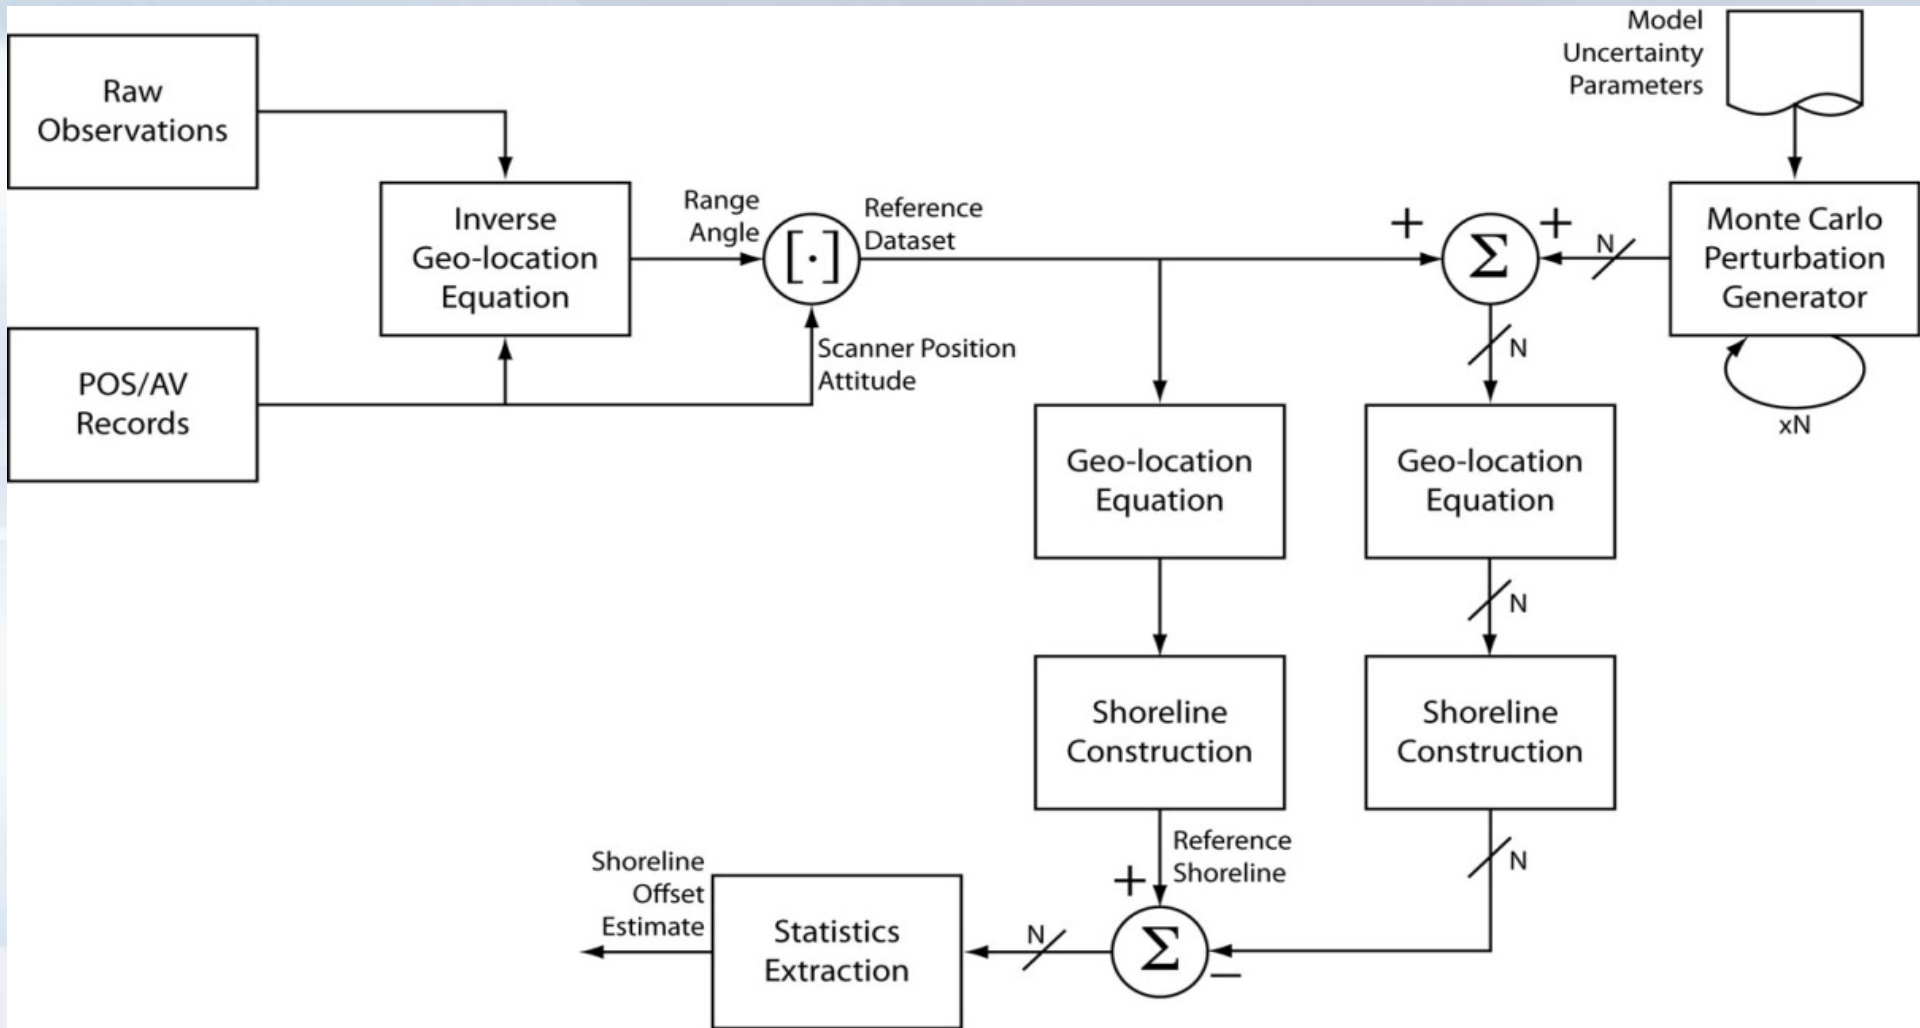 Model
Uncertainty
Parameters
Raw
Observations
Inverse
Geo-location
Equation
Range
Angle
[·]
Reference
Dataset
+
Σ
+
N
Monte Carlo
Perturbation
Generator
xN
POS/AV
Records
Scanner Position
Attitude
N
Geo-location
Equation
Geo-location
Equation
N
Shoreline
Construction
Shoreline
Construction
Reference
Shoreline
N
+
Σ
−
N
Statistics
Extraction
Shoreline
Offset
Estimate